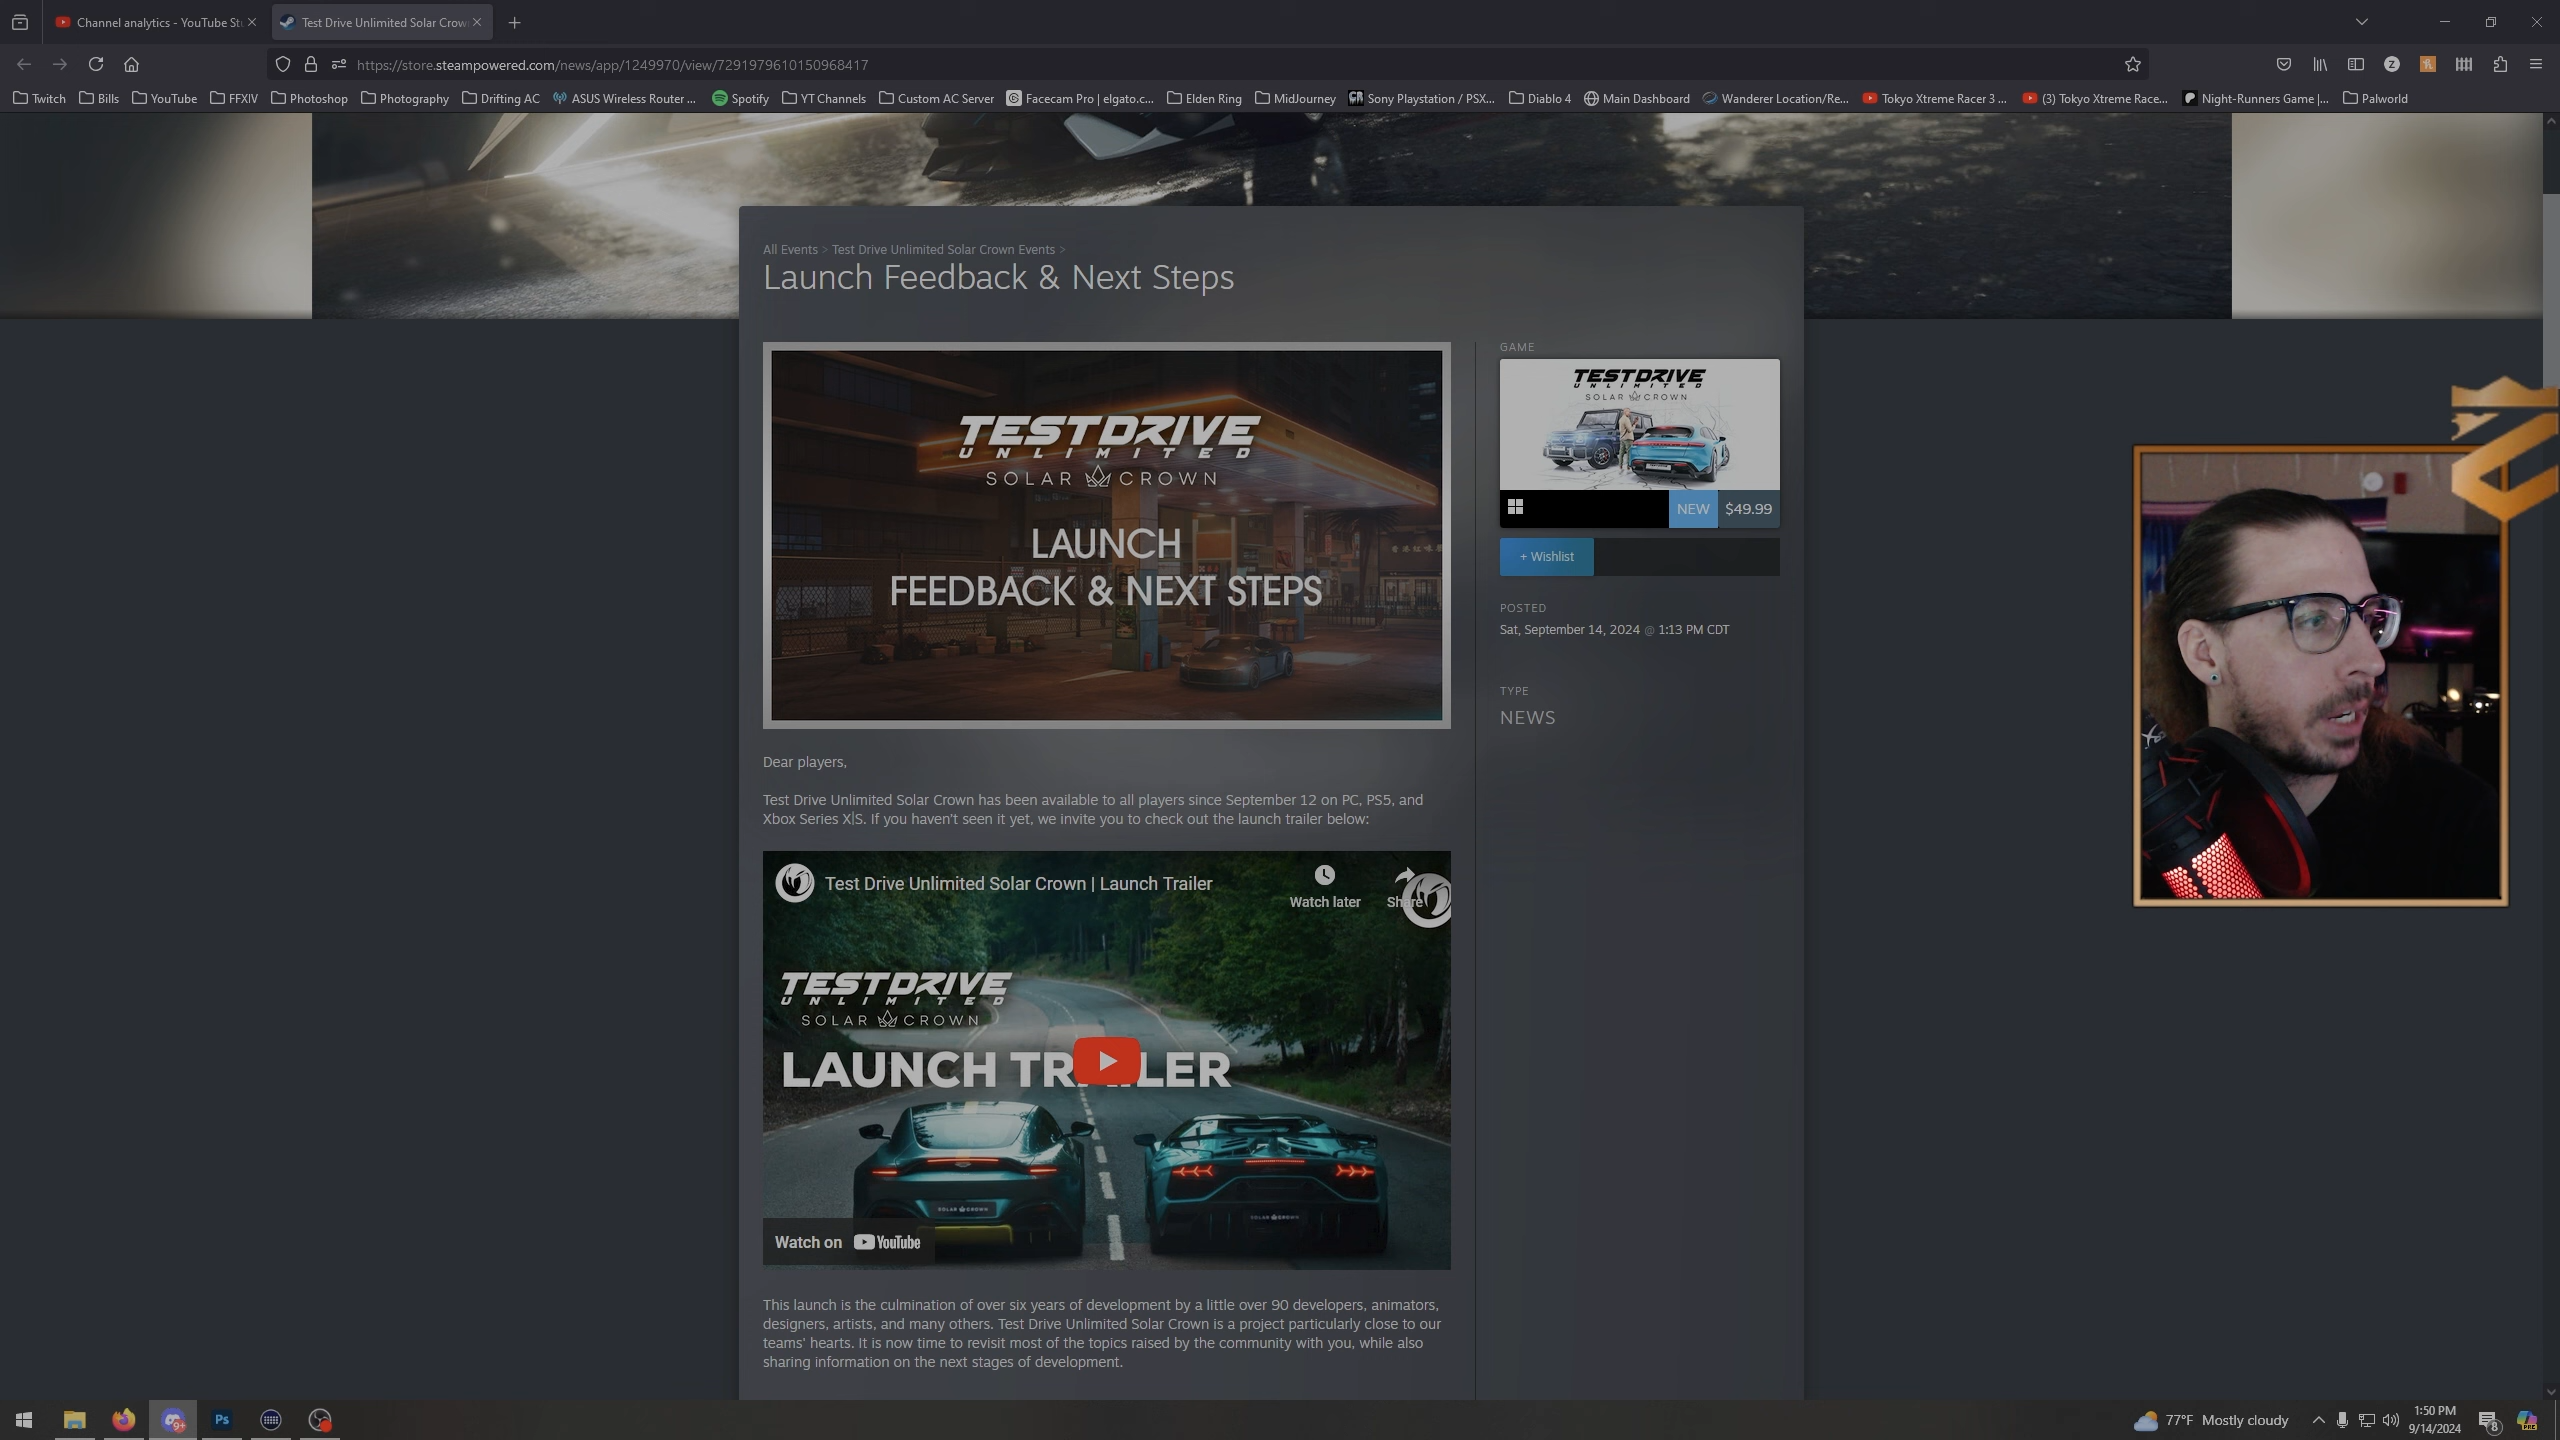 Channel analytics - YouTube St
Test Drive Unlimited Solar Crow
https://store.steampowered.com/news/app/1249970/view/7291979610150968417
Twitch Bills YouTube FFXIV Photoshop Photography Drifting AC ASUS Wireless Router ... Spotify YT Channels Custom AC Server Facecam Pro | elgato.c... Elden Ring MidJourney Sony Playstation / PSX... Diablo 4 Main Dashboard Wanderer Location/Re... Tokyo Xtreme Racer 3 ... (3) Tokyo Xtreme Race... Night-Runners Game |... Palworld
All Events > Test Drive Unlimited Solar Crown Events >
Launch Feedback & Next Steps
TESTDRIVE
UNLIMITED
SOLAR CROWN
LAUNCH
FEEDBACK & NEXT STEPS
GAME
TESTDRIVE
UNLIMITED
SOLAR CROWN
NEW $49.99
+ Wishlist
POSTED
Sat, September 14, 2024 @ 1:13 PM CDT
TYPE
NEWS
Dear players,
Test Drive Unlimited Solar Crown has been available to all players since September 12 on PC, PS5, and
Xbox Series X|S. If you haven't seen it yet, we invite you to check out the launch trailer below:
Test Drive Unlimited Solar Crown | Launch Trailer
Watch later Share
TESTDRIVE
UNLIMITED
SOLAR CROWN
LAUNCH TR LER
SOLAR CROWN
SOLAR CROWN
Watch on YouTube
This launch is the culmination of over six years of development by a little over 90 developers, animators,
designers, artists, and many others. Test Drive Unlimited Solar Crown is a project particularly close to our
teams' hearts. It is now time to revisit most of the topics raised by the community with you, while also
sharing information on the next stages of development.
9+
Ps
77°F Mostly cloudy
1:50 PM
9/14/2024
8
PRE